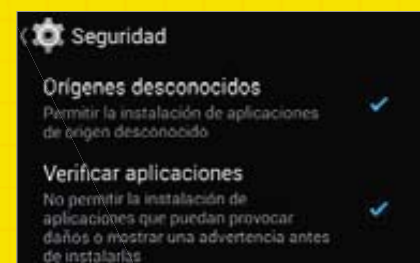 Seguridad
Orígenes desconocidos
Permitir la instalación de aplicaciones
de origen desconocido
Verificar aplicaciones
No permitir la instalación de
aplicaciones que puedan provocar
daños o mostrar una advertencia antes
de instalarlas